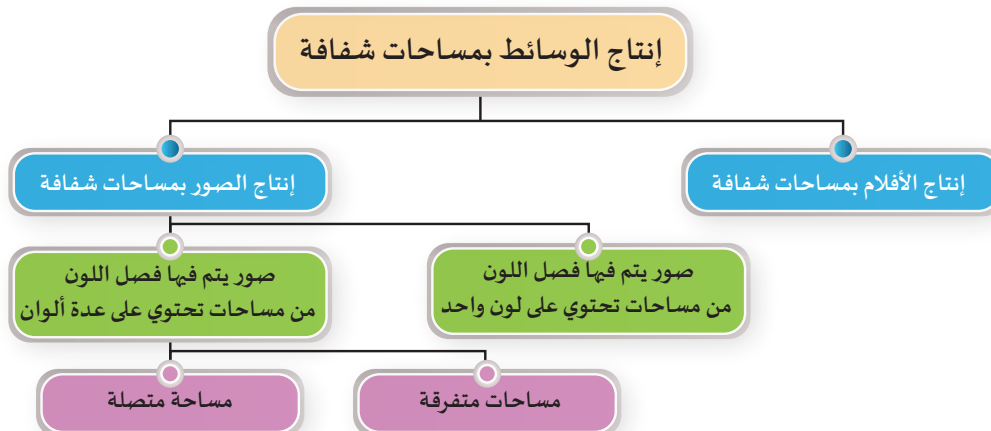 إنتاج الوسائط بمساحات شفافة
إنتاج الأفلام بمساحات شفافة
إنتاج الصور بمساحات شفافة
صور يتم فيها فصل اللون
من مساحات تحتوي على لون واحد
صور يتم فيها فصل اللون
من مساحات تحتوي على عدة ألوان
مساحات متفرقة
مساحة متصلة